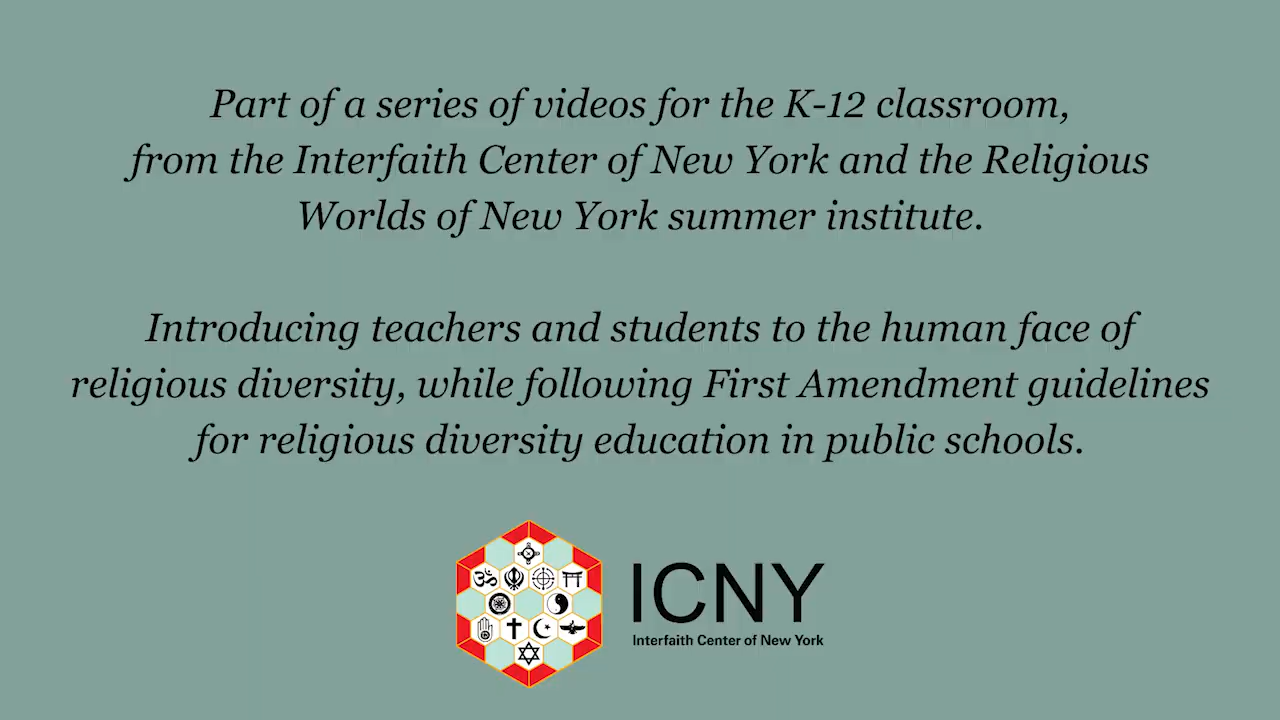 Part of a series of videos for the K-12 classroom,
from the Interfaith Center of New York and the Religious
Worlds of New York summer institute.
Introducing teachers and students to the human face of
religious diversity, while following First Amendment guidelines
for religious diversity education in public schools.
ICNY
Interfaith Center of New York